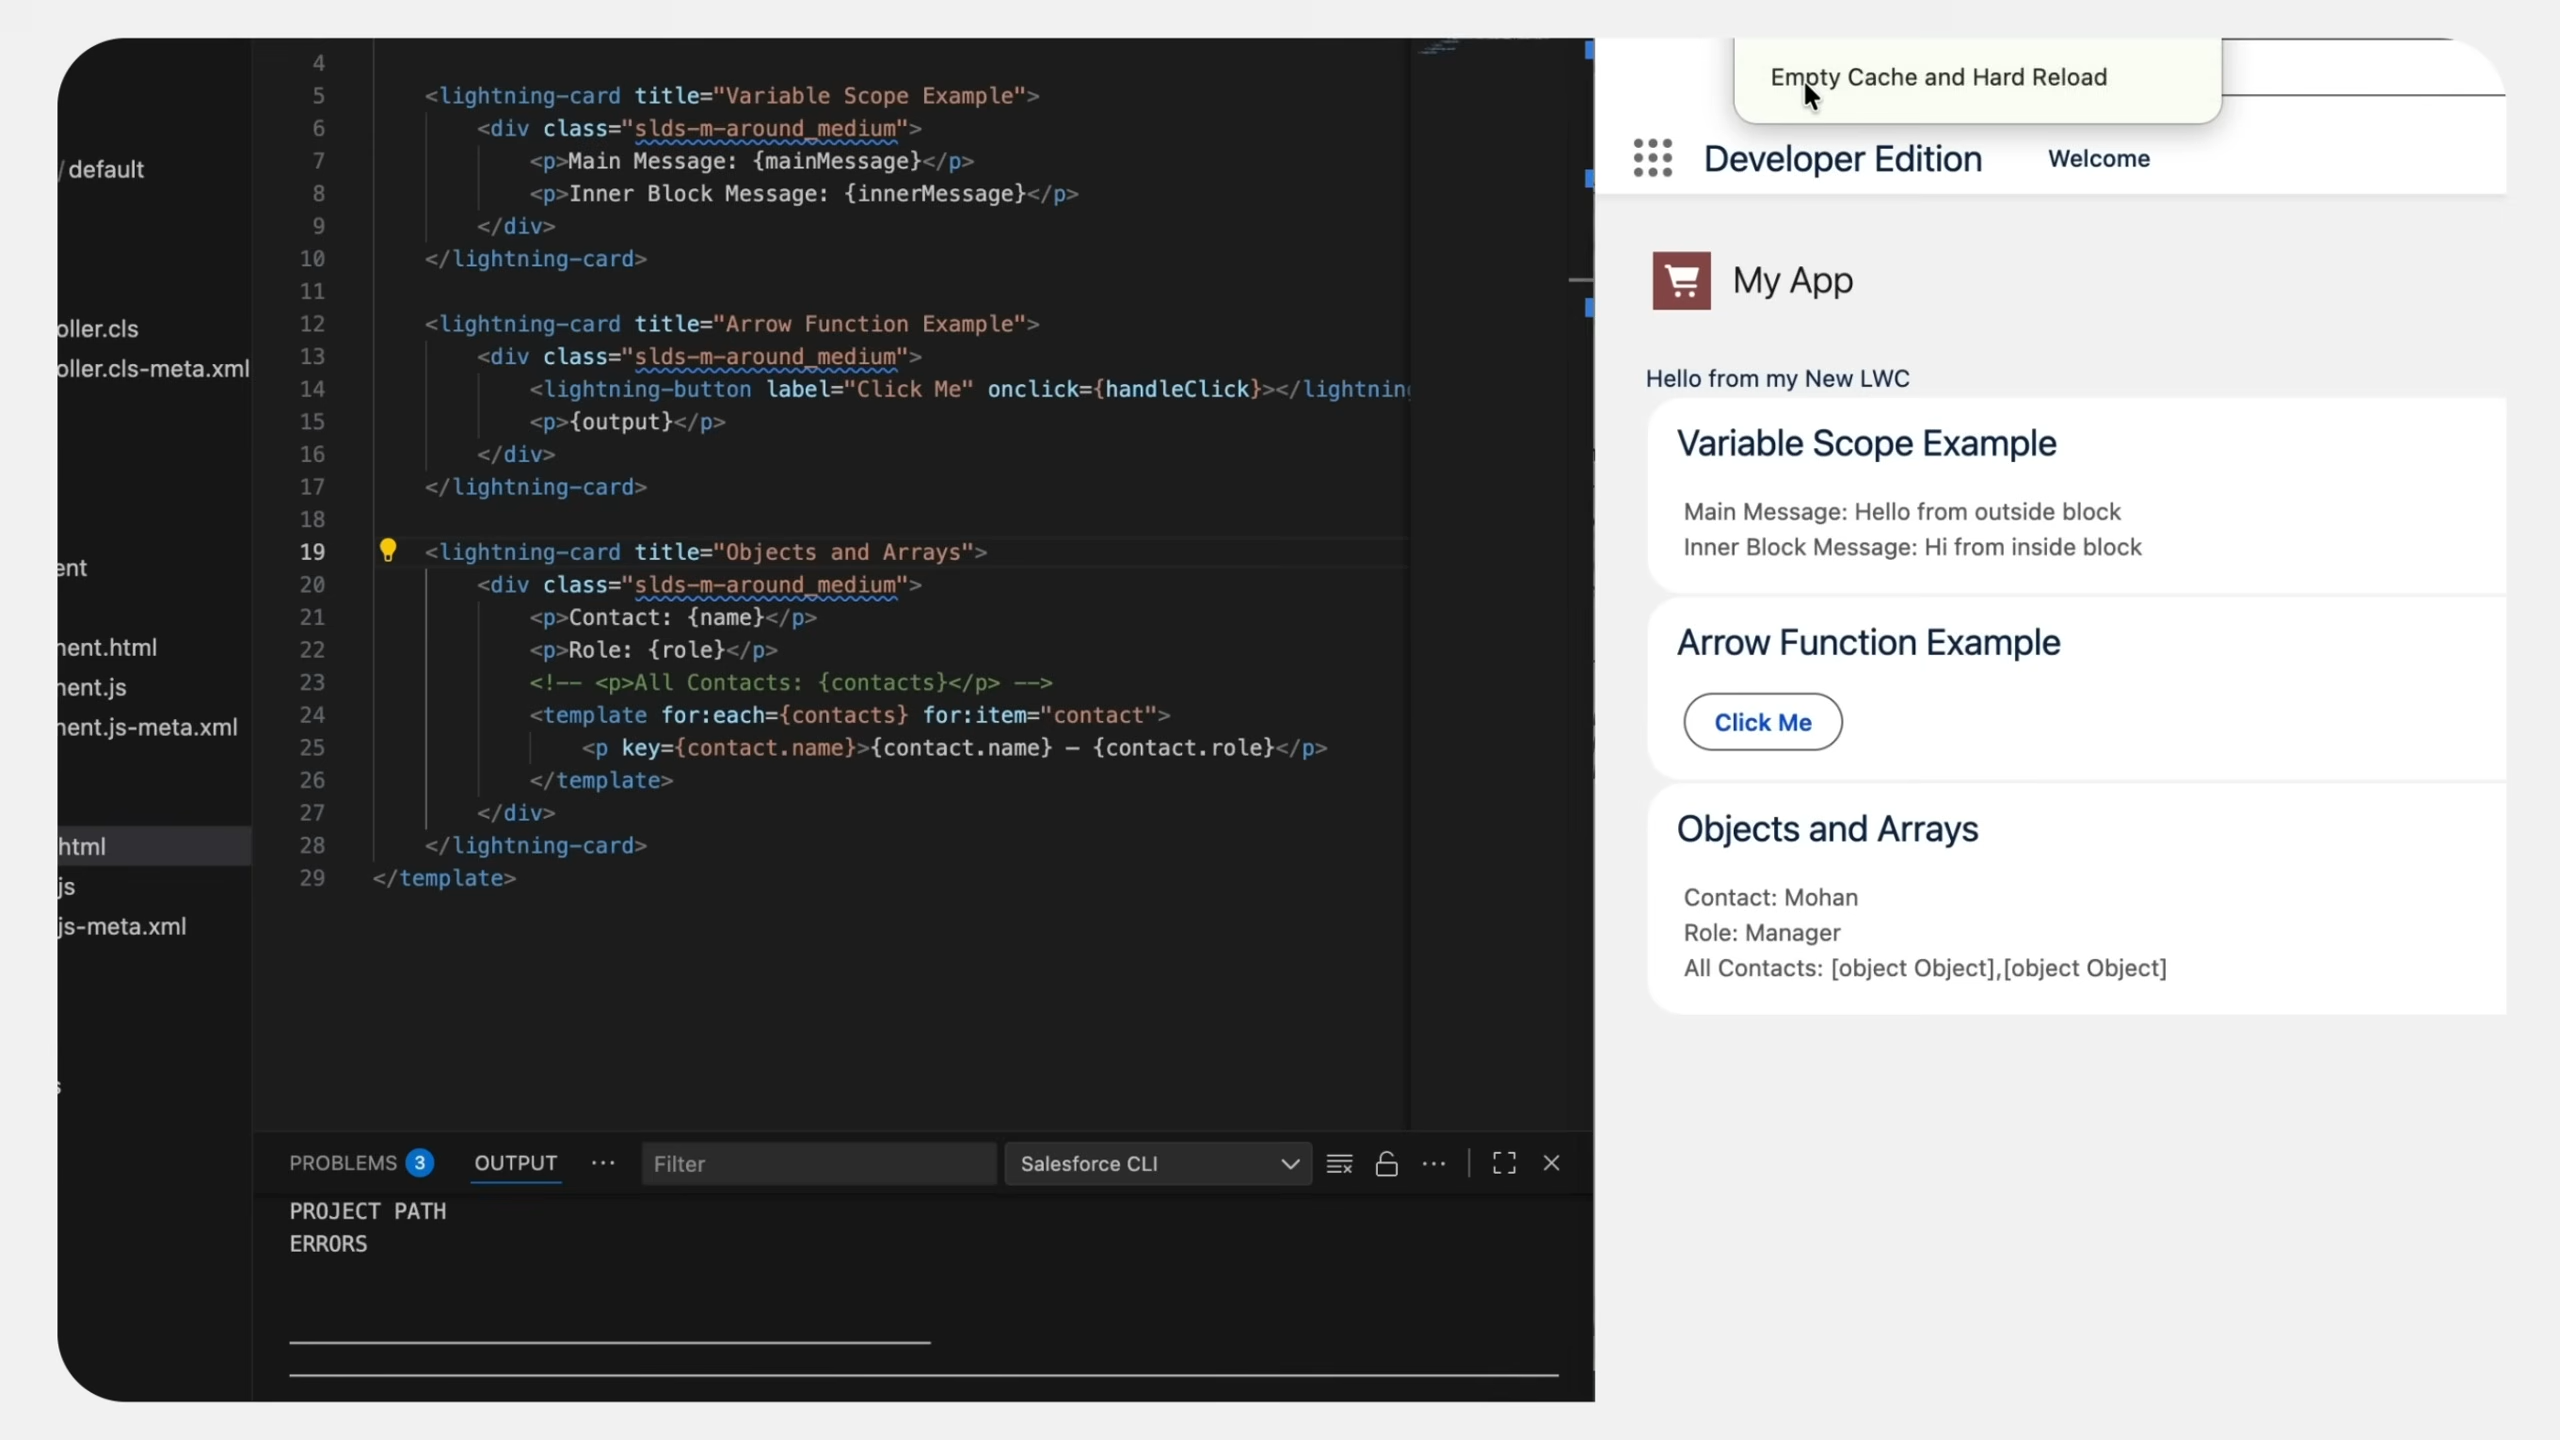 / default
oller.cls
oller.cls-meta.xml
ent
nent.html
nent.js
nent.js-meta.xml
html
js
js-meta.xml
s
4
5 <lightning-card title="Variable Scope Example">
6 <div class="slds-m-around_medium">
7 <p>Main Message: {mainMessage}</p>
8 <p>Inner Block Message: {innerMessage}</p>
9 </div>
10 </lightning-card>
11
12 <lightning-card title="Arrow Function Example">
13 <div class="slds-m-around_medium">
14 <lightning-button label="Click Me" onclick={handleClick}></lightning
15 <p>{output}</p>
16 </div>
17 </lightning-card>
18
19 <lightning-card title="Objects and Arrays">
20 <div class="slds-m-around_medium">
21 <p>Contact: {name}</p>
22 <p>Role: {role}</p>
23 <!-- <p>All Contacts: {contacts}</p> -->
24 <template for:each={contacts} for:item="contact">
25 <p key={contact.name}>{contact.name} – {contact.role}</p>
26 </template>
27 </div>
28 </lightning-card>
29 </template>
PROBLEMS 3 OUTPUT ··· Filter Salesforce CLI
PROJECT PATH
ERRORS
Empty Cache and Hard Reload
Developer Edition Welcome
My App
Hello from my New LWC
Variable Scope Example
Main Message: Hello from outside block
Inner Block Message: Hi from inside block
Arrow Function Example
Click Me
Objects and Arrays
Contact: Mohan
Role: Manager
All Contacts: [object Object],[object Object]